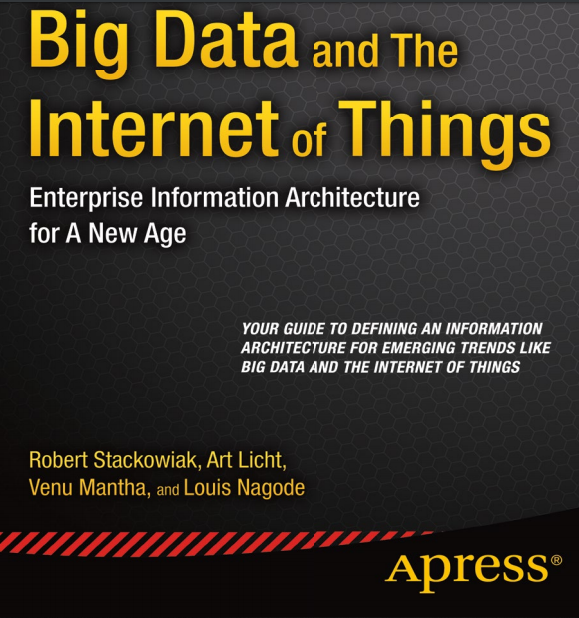 Big Data and The
Internet of Things
Enterprise Information Architecture
for A New Age
YOUR GUIDE TO DEFINING AN INFORMATION
ARCHITECTURE FOR EMERGING TRENDS LIKE
BIG DATA AND THE INTERNET OF THINGS
Robert Stackowiak, Art Licht,
Venu Mantha, and Louis Nagode
Apress®